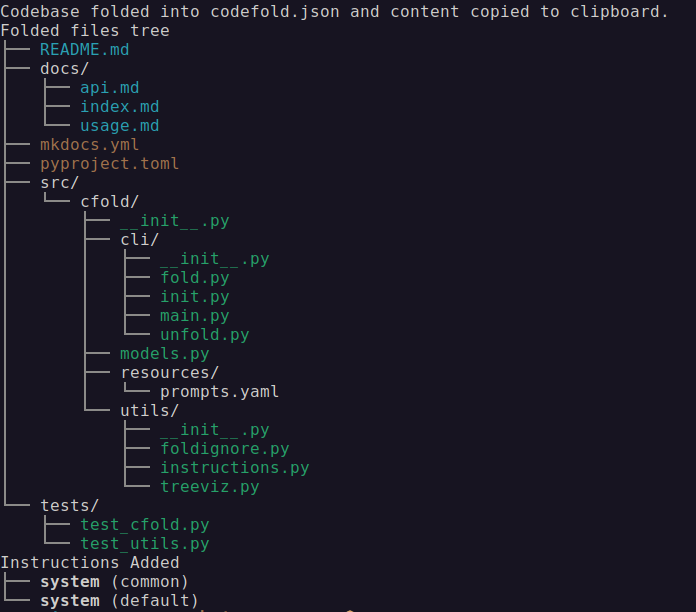 Codebase folded into codefold.json and content copied to clipboard.
Folded files tree
├── README.md
├── docs/
│   ├── api.md
│   ├── index.md
│   └── usage.md
├── mkdocs.yml
├── pyproject.toml
├── src/
│   └── cfold/
│       ├── __init__.py
│       ├── cli/
│       │   ├── __init__.py
│       │   ├── fold.py
│       │   ├── init.py
│       │   ├── main.py
│       │   └── unfold.py
│       ├── models.py
│       ├── resources/
│       │   └── prompts.yaml
│       └── utils/
│           ├── __init__.py
│           ├── foldignore.py
│           ├── instructions.py
│           └── treeviz.py
└── tests/
    ├── test_cfold.py
    └── test_utils.py
Instructions Added
├── system (common)
└── system (default)